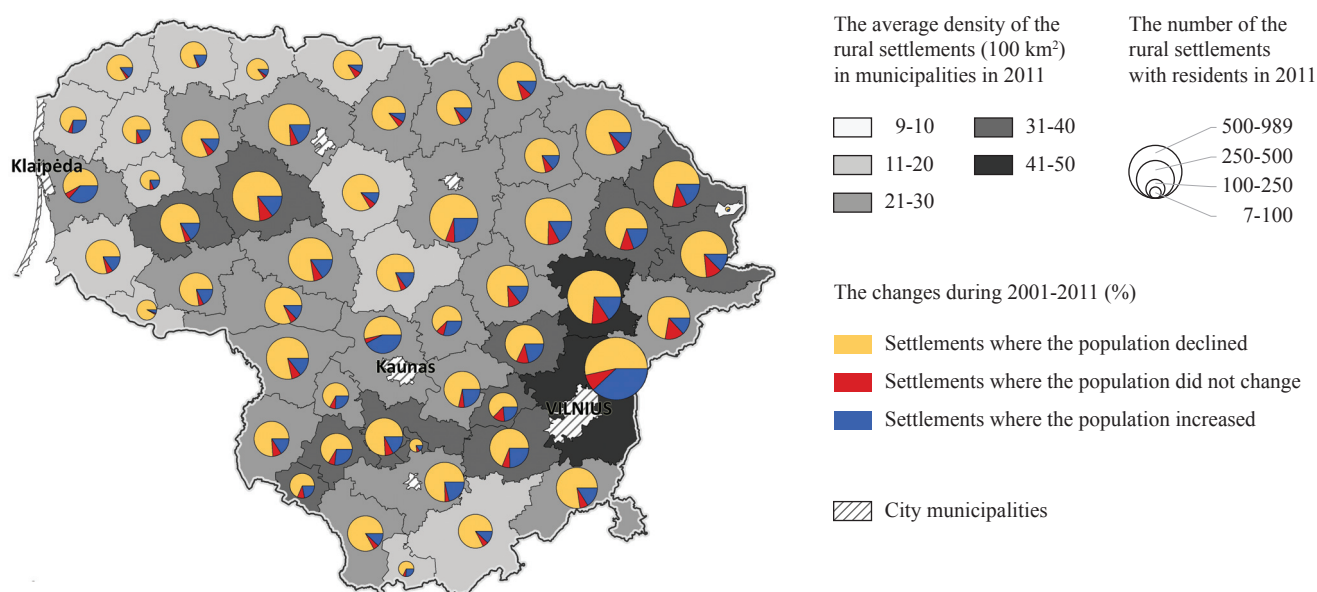 Klaipėda
Kaunas
VILNIUS
The average density of the
rural settlements (100 km²)
in municipalities in 2011
9-10
11-20
21-30
31-40
41-50
The number of the
rural settlements
with residents in 2011
500-989
250-500
100-250
7-100
The changes during 2001-2011 (%)
Settlements where the population declined
Settlements where the population did not change
Settlements where the population increased
City municipalities